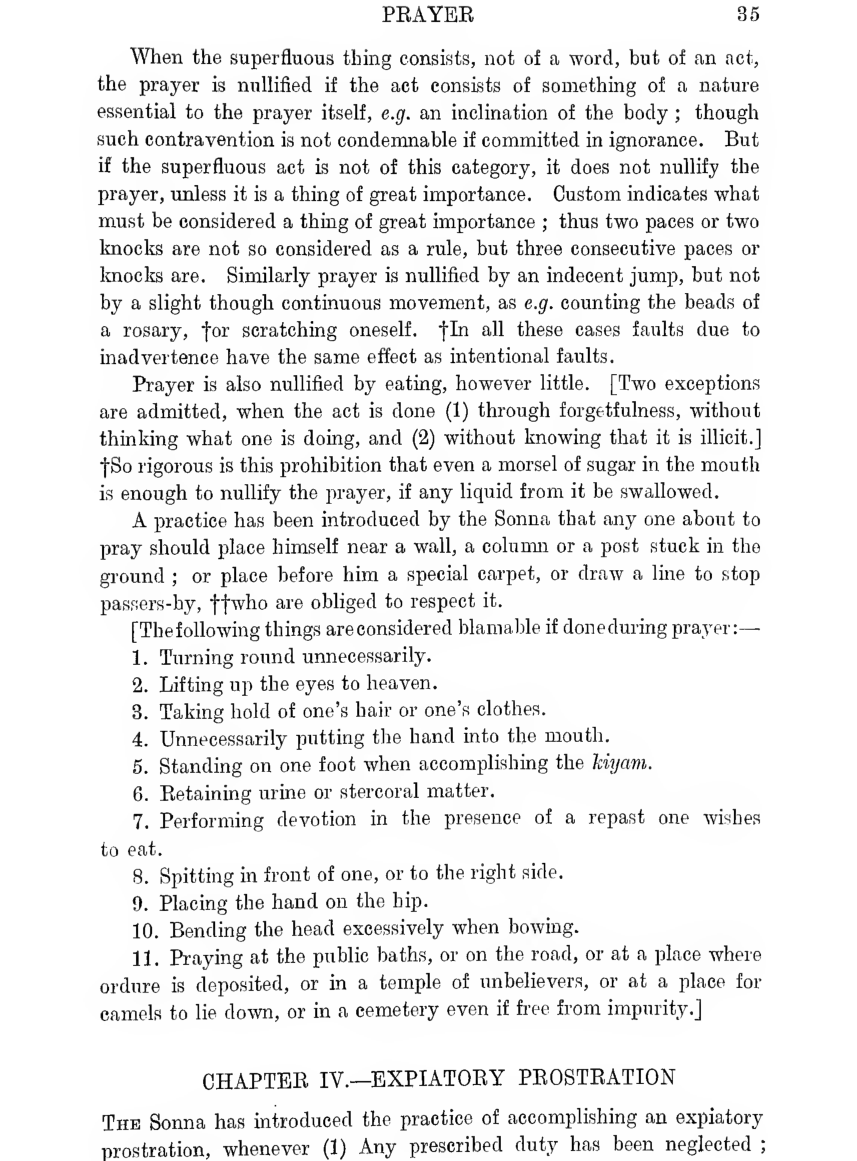 PRAYER 35
When the superfluous thing consists, not of a word, but of an act,
the prayer is nullified if the act consists of something of a nature
essential to the prayer itself, e.g. an inclination of the body ; though
such contravention is not condemnable if committed in ignorance. But
if the superfluous act is not of this category, it does not nullify the
prayer, unless it is a thing of great importance. Custom indicates what
must be considered a thing of great importance ; thus two paces or two
knocks are not so considered as a rule, but three consecutive paces or
knocks are. Similarly prayer is nullified by an indecent jump, but not
by a slight though continuous movement, as e.g. counting the beads of
a rosary, †or scratching oneself. †In all these cases faults due to
inadvertence have the same effect as intentional faults.
Prayer is also nullified by eating, however little. [Two exceptions
are admitted, when the act is done (1) through forgetfulness, without
thinking what one is doing, and (2) without knowing that it is illicit.]
†So rigorous is this prohibition that even a morsel of sugar in the mouth
is enough to nullify the prayer, if any liquid from it be swallowed.
A practice has been introduced by the Sonna that any one about to
pray should place himself near a wall, a column or a post stuck in the
ground ; or place before him a special carpet, or draw a line to stop
passers-by, ††who are obliged to respect it.
[The following things are considered blamable if done during prayer:—
1. Turning round unnecessarily.
2. Lifting up the eyes to heaven.
3. Taking hold of one's hair or one's clothes.
4. Unnecessarily putting the hand into the mouth.
5. Standing on one foot when accomplishing the kiyam.
6. Retaining urine or stercoral matter.
7. Performing devotion in the presence of a repast one wishes
to eat.
8. Spitting in front of one, or to the right side.
9. Placing the hand on the hip.
10. Bending the head excessively when bowing.
11. Praying at the public baths, or on the road, or at a place where
ordure is deposited, or in a temple of unbelievers, or at a place for
camels to lie down, or in a cemetery even if free from impurity.]
CHAPTER IV.—EXPIATORY PROSTRATION
THE Sonna has introduced the practice of accomplishing an expiatory
prostration, whenever (1) Any prescribed duty has been neglected ;